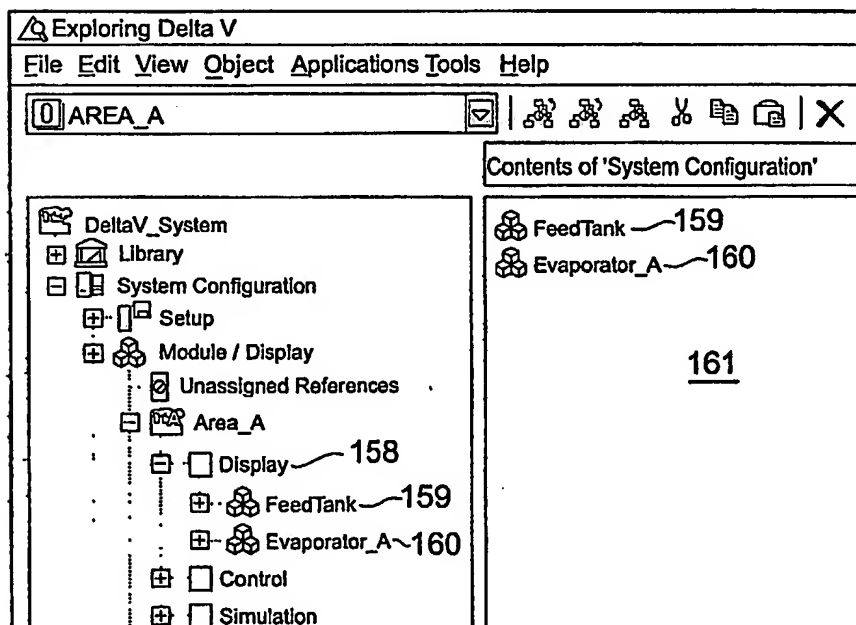 Exploring Delta V
File Edit View Object Applications Tools Help
AREA_A
Contents of 'System Configuration'
DeltaV_System
Library
System Configuration
Setup
Module / Display
Unassigned References
Area_A
Display 158
FeedTank 159
Evaporator_A 160
Control
Simulation
FeedTank 159
Evaporator_A 160
161